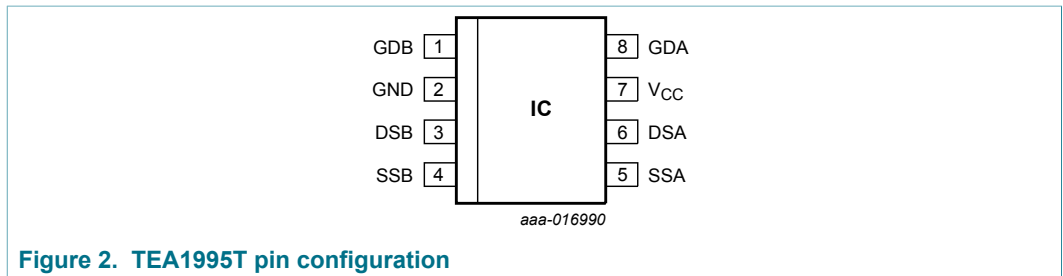 GDB 1 8 GDA
GND 2 7 VCC
IC
DSB 3 6 DSA
SSB 4 5 SSA
aaa-016990
Figure 2. TEA1995T pin configuration